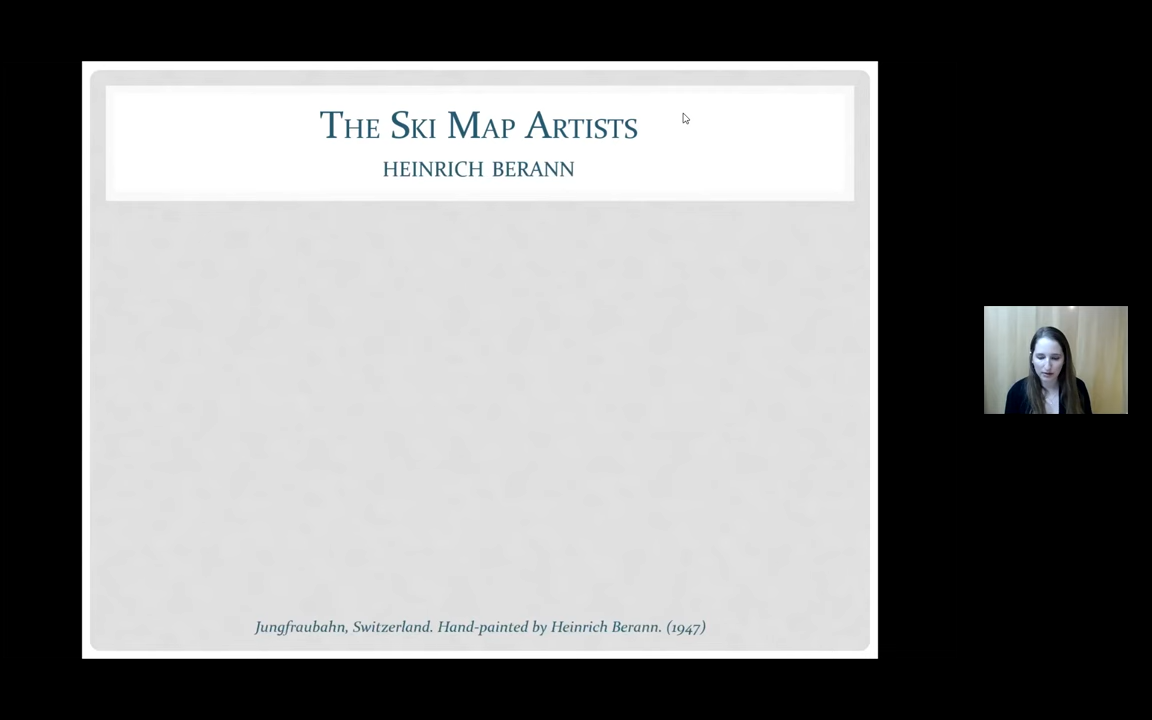 The Ski Map Artists
Heinrich Berann
Jungfraubahn, Switzerland. Hand-painted by Heinrich Berann. (1947)